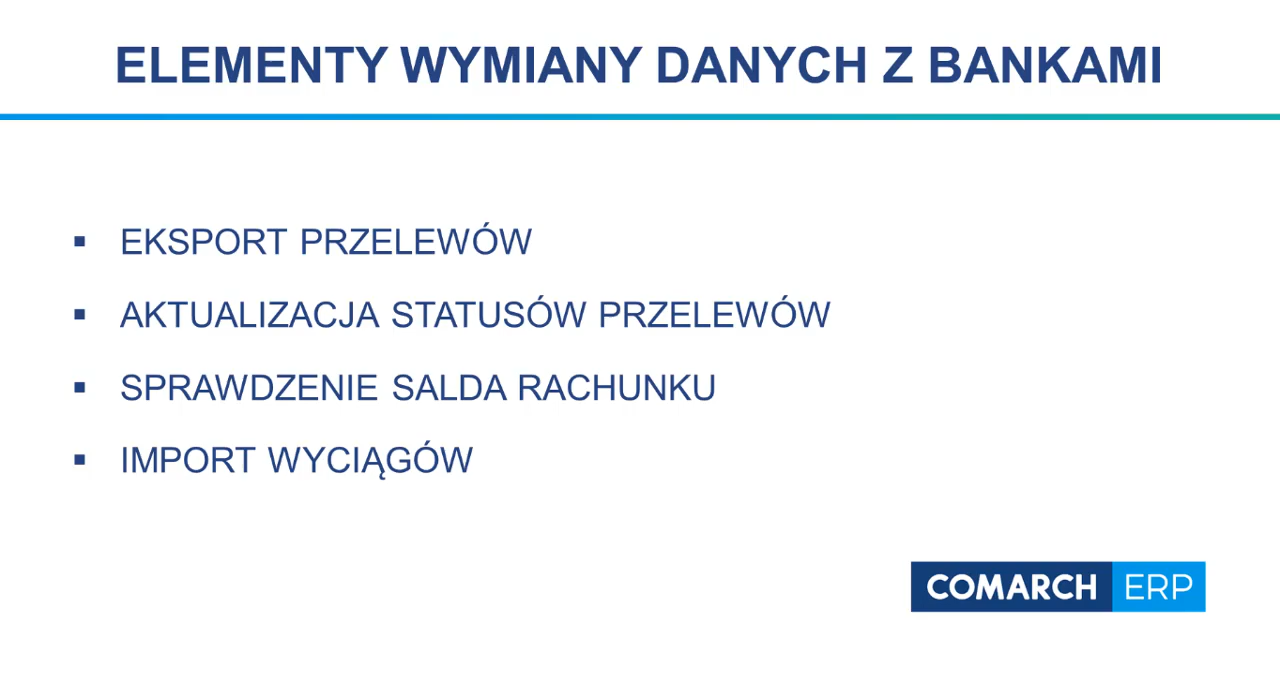 ELEMENTY WYMIANY DANYCH Z BANKAMI
▪ EKSPORT PRZELEWÓW
▪ AKTUALIZACJA STATUSÓW PRZELEWÓW
▪ SPRAWDZENIE SALDA RACHUNKU
▪ IMPORT WYCIĄGÓW
COMARCH ERP